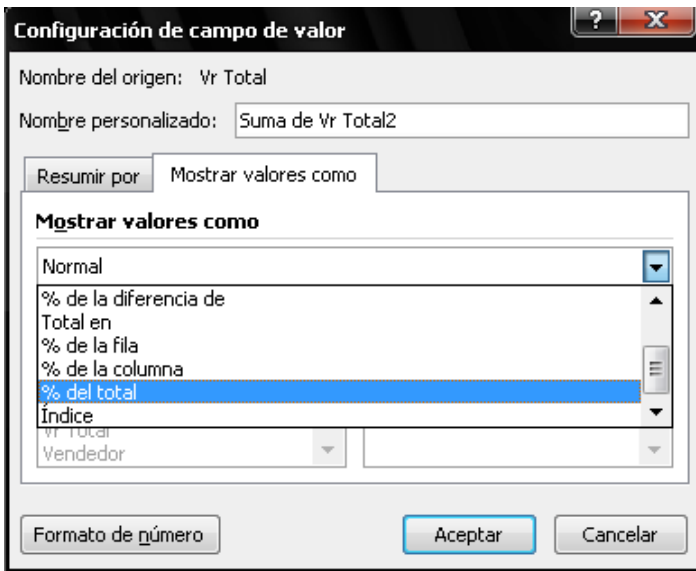 Configuración de campo de valor
Nombre del origen: Vr Total
Nombre personalizado: Suma de Vr Total2
Resumir por Mostrar valores como
Mostrar valores como
Normal
% de la diferencia de
Total en
% de la fila
% de la columna
% del total
Índice
Vr Total
Vendedor
Formato de número Aceptar Cancelar